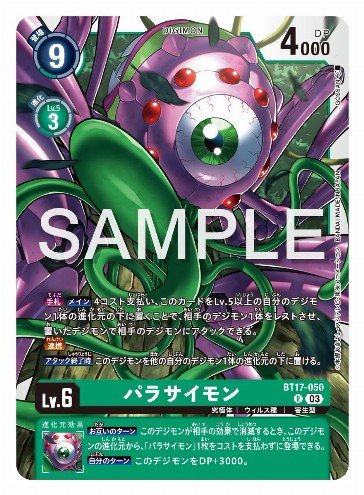 登場
9
DIGIMON
DP
4000
進化
Lv.5
3
SAMPLE
手札 メイン 4コスト支払い、このカードをLv.5以上の自分のデジモン1体の進化元の下に置くことで、相手のデジモン1体をレストさせ、
置いたデジモンで相手のデジモンにアタックできる。
連携
アタック終了時 このデジモンを他の自分のデジモン1体の進化元の下に置ける。
Lv.6
パラサイモン
BT17-050
R 03
究極体 ウィルス種 寄生型
進化元効果
お互いのターン このデジモンが相手の効果で消滅するとき、このデジモ
ンの進化元から、「パラサイモン」1枚をコストを支払わずに登場できる。
自分のターン このデジモンをDP+3000。